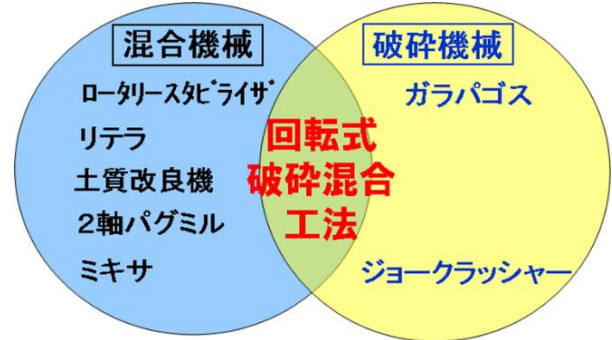 混合機械
ロータリースタビライザ
リテラ
土質改良機
2軸パグミル
ミキサ
回転式
破砕混合
工法
破砕機械
ガラパゴス
ジョークラッシャー